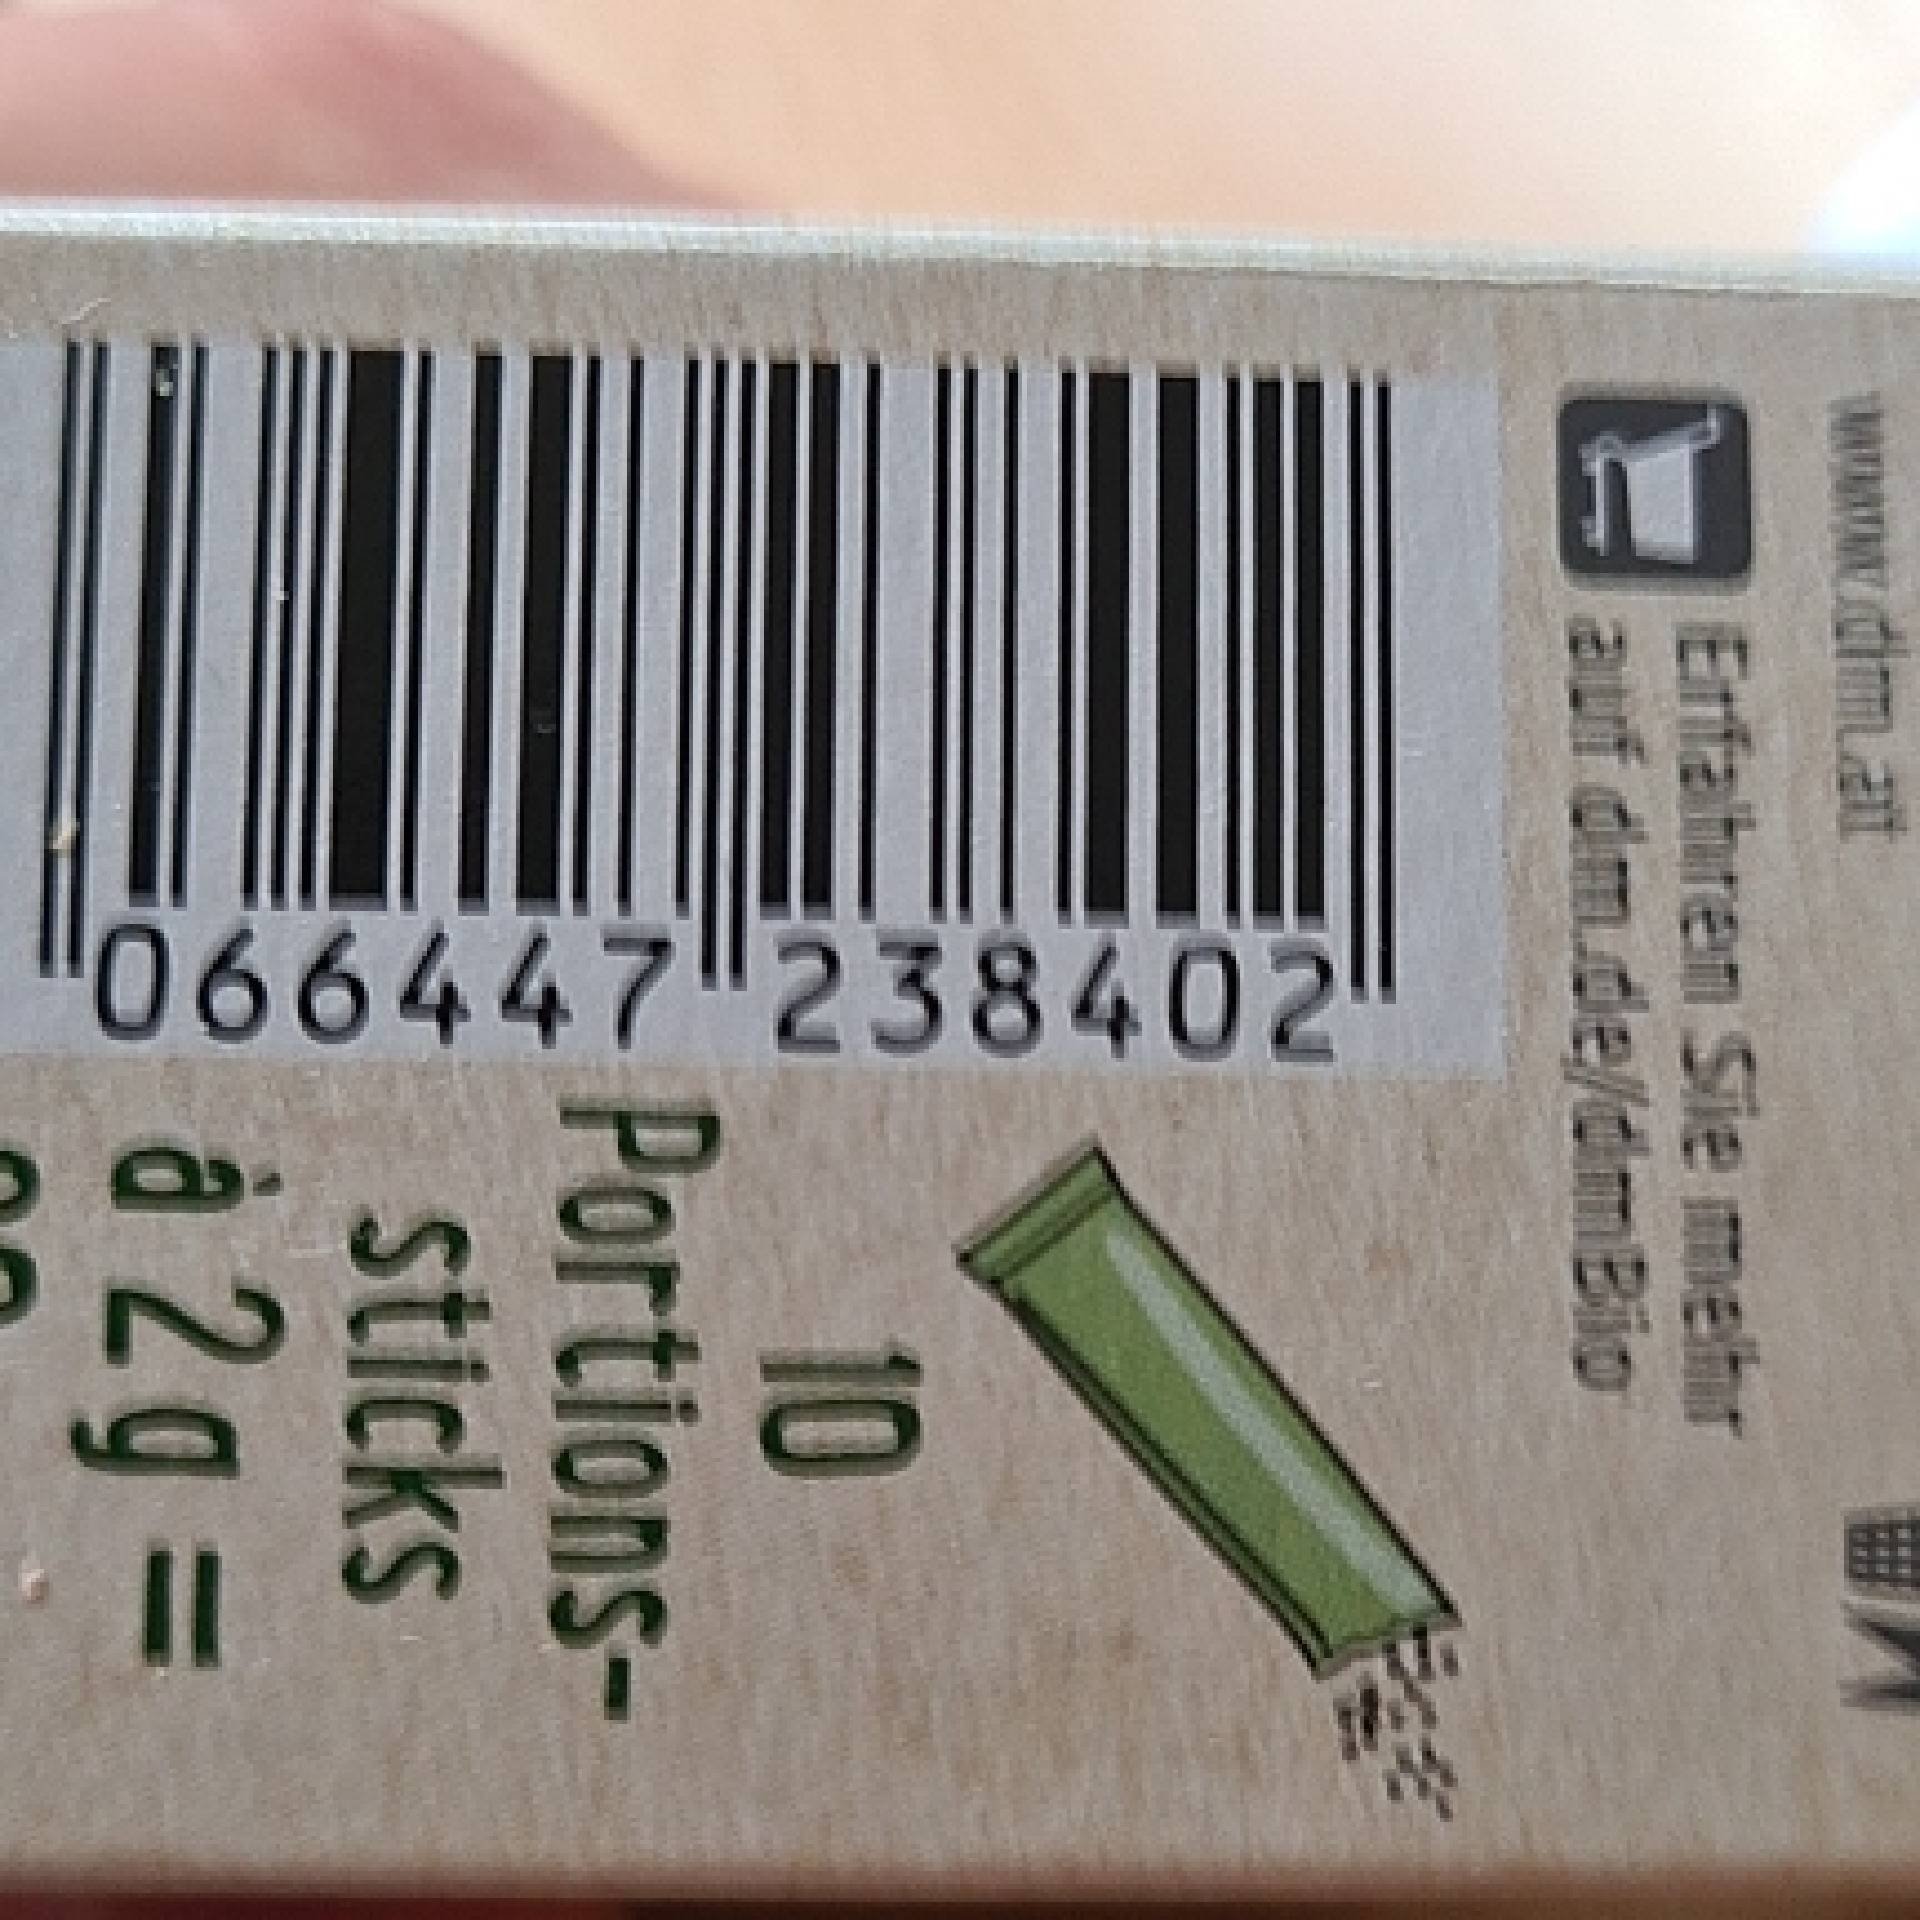 066447 238402
www.dm.at
Erfahren Sie mehr
auf dm.de/dmBio
10
Portions-
sticks
à 2 g =